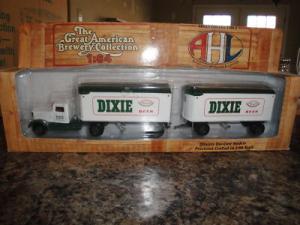 The
Great American
Brewery Collection
1:64
AHL
DIXIE
BEER
DIXIE
BEER